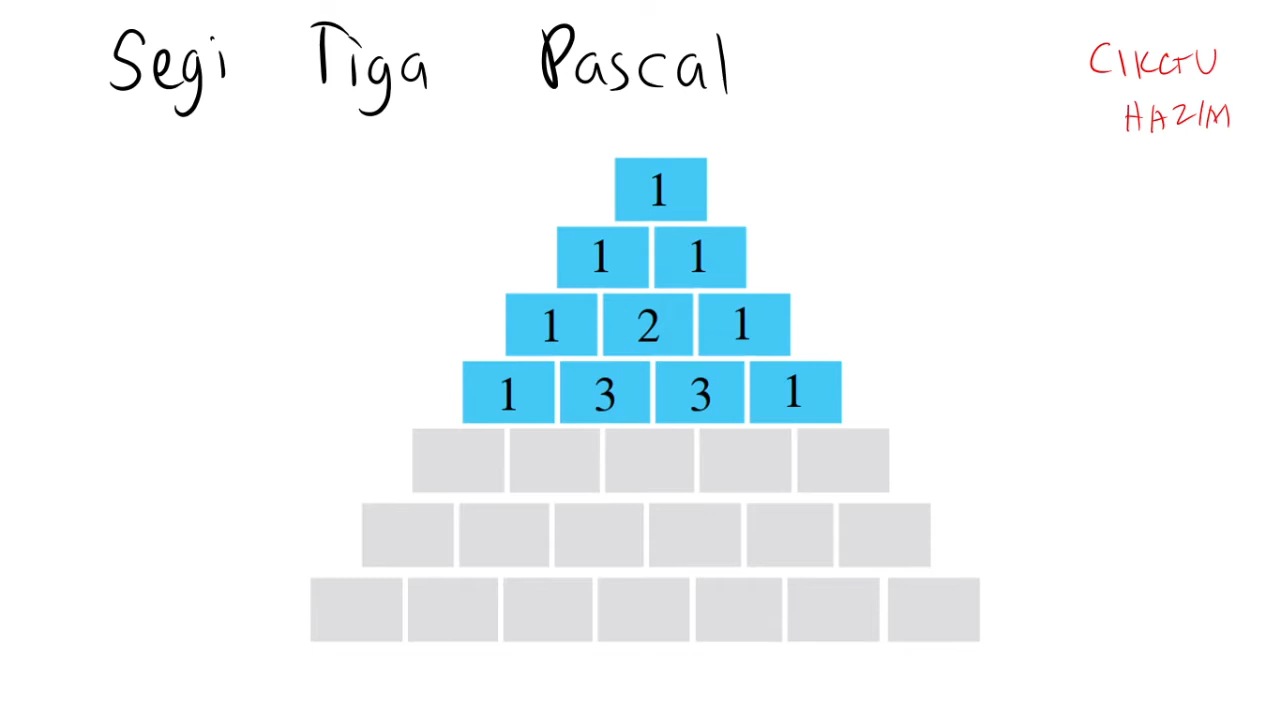 Segi Tiga Pascal
CIKGU
HAZIM
1
1 1
1 2 1
1 3 3 1